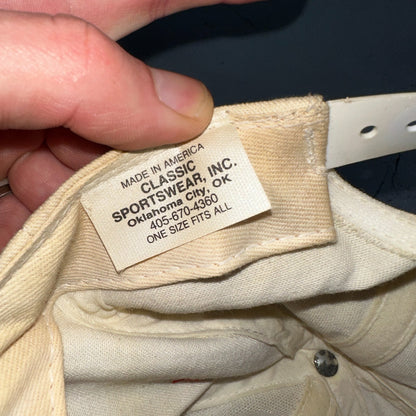 MADE IN AMERICA
CLASSIC
SPORTSWEAR, INC.
Oklahoma City, OK
405-670-4360
ONE SIZE FITS ALL